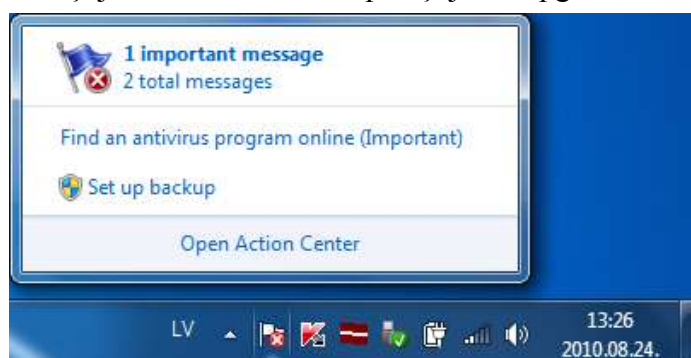 1 important message
2 total messages
Find an antivirus program online (Important)
Set up backup
Open Action Center
LV
13:26
2010.08.24.